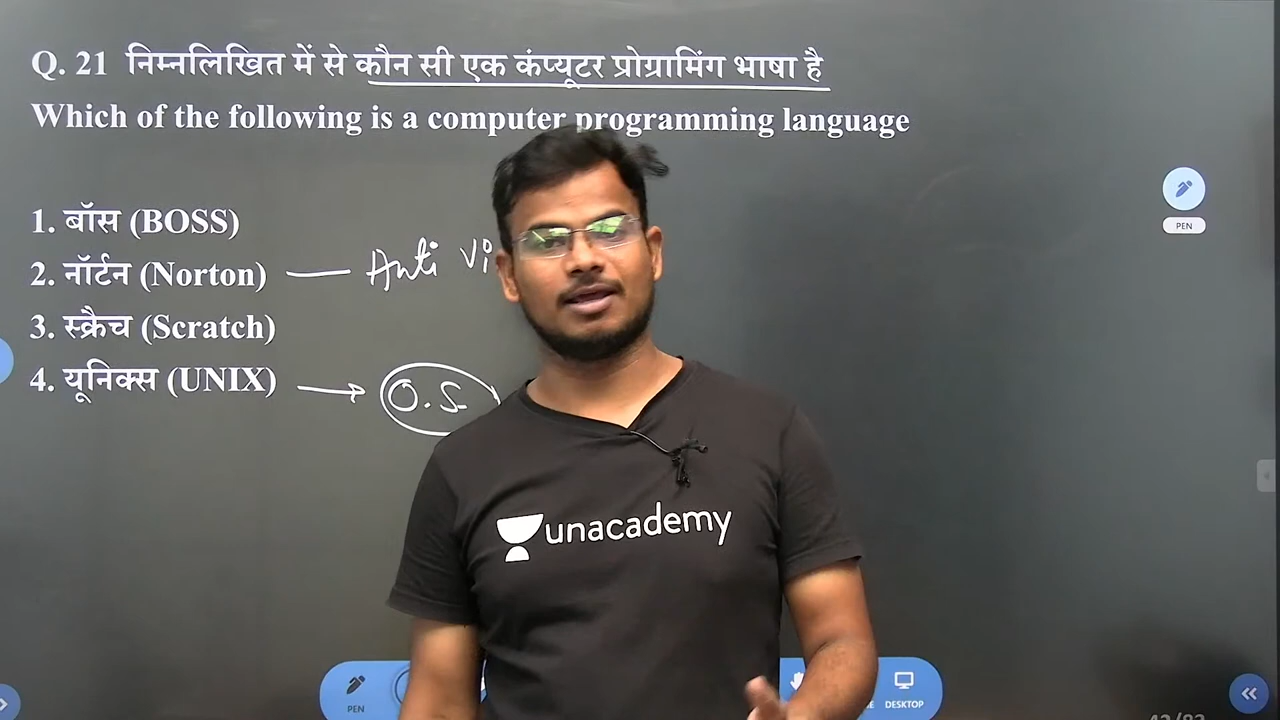 Q. 21 निम्नलिखित में से कौन सी एक कंप्यूटर प्रोग्रामिंग भाषा है
Which of the following is a computer programming language
1. बॉस (BOSS)
2. नॉर्टन (Norton) — Anti Vi
3. स्क्रैच (Scratch)
4. यूनिक्स (UNIX) → O.S
PEN
unacademy
PEN
DESKTOP